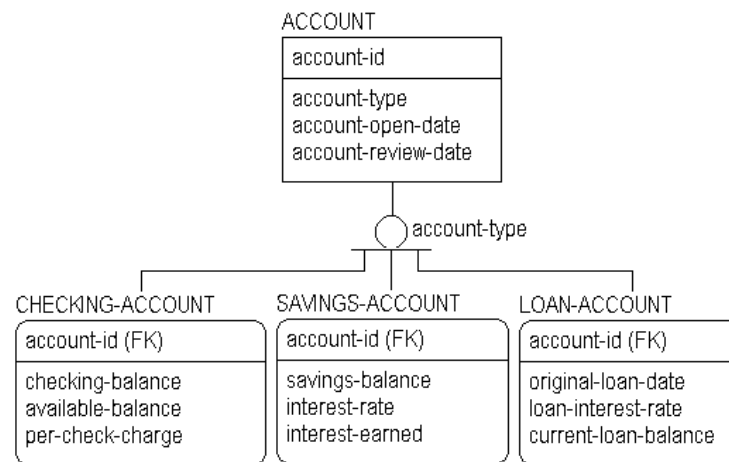 ACCOUNT
account-id
account-type
account-open-date
account-review-date
account-type
CHECKING-ACCOUNT
account-id (FK)
checking-balance
available-balance
per-check-charge
SAVINGS-ACCOUNT
account-id (FK)
savings-balance
interest-rate
interest-earned
LOAN-ACCOUNT
account-id (FK)
original-loan-date
loan-interest-rate
current-loan-balance